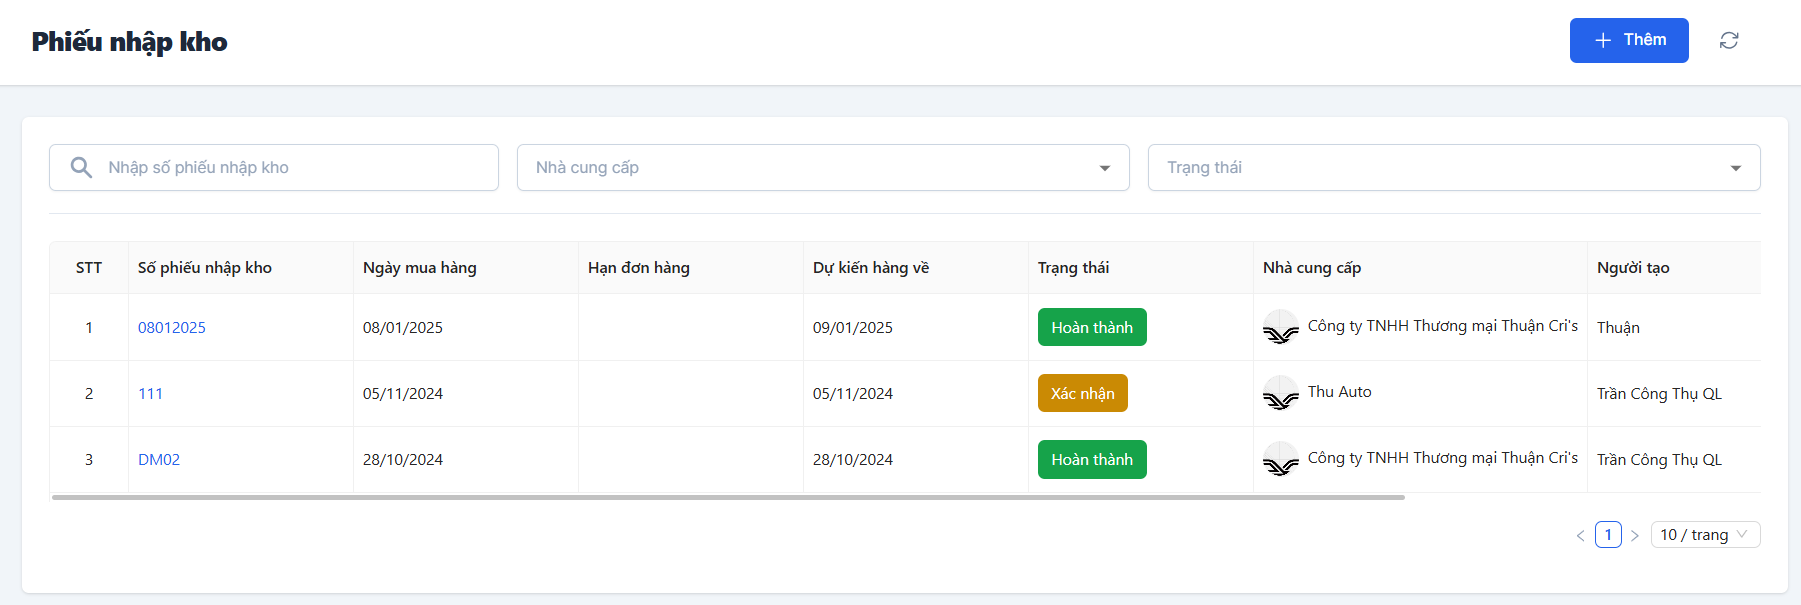 Phiếu nhập kho
Thêm
Nhập số phiếu nhập kho
Nhà cung cấp
Trạng thái
STT Số phiếu nhập kho Ngày mua hàng Hạn đơn hàng Dự kiến hàng về Trạng thái Nhà cung cấp Người tạo
1 08012025 08/01/2025 09/01/2025 Hoàn thành Công ty TNHH Thương mại Thuận Cri's Thuận
2 111 05/11/2024 05/11/2024 Xác nhận Thu Auto Trần Công Thụ QL
3 DM02 28/10/2024 28/10/2024 Hoàn thành Công ty TNHH Thương mại Thuận Cri's Trần Công Thụ QL
1 10 / trang